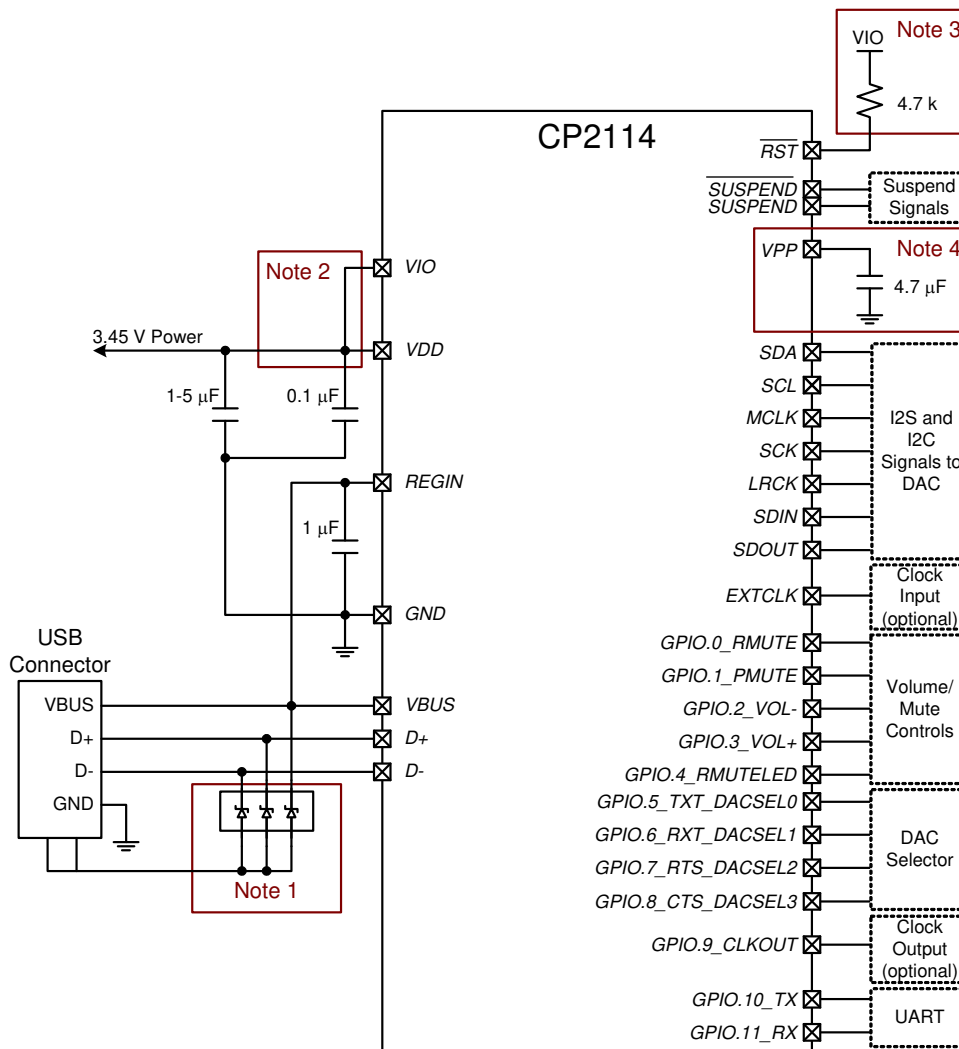 Note 3
VIO
4.7 k
CP2114
RST
SUSPEND
SUSPEND
Suspend
Signals
Note 4
VPP
4.7 μF
Note 2
VIO
3.45 V Power
VDD
1-5 μF
0.1 μF
REGIN
1 μF
GND
SDA
SCL
MCLK
SCK
LRCK
SDIN
SDOUT
I2S and
I2C
Signals to
DAC
EXTCLK
Clock
Input
(optional)
USB
Connector
VBUS
D+
D-
GND
VBUS
D+
D-
Note 1
GPIO.0_RMUTE
GPIO.1_PMUTE
GPIO.2_VOL-
GPIO.3_VOL+
GPIO.4_RMUTELED
Volume/
Mute
Controls
GPIO.5_TXT_DACSEL0
GPIO.6_RXT_DACSEL1
GPIO.7_RTS_DACSEL2
GPIO.8_CTS_DACSEL3
DAC
Selector
GPIO.9_CLKOUT
Clock
Output
(optional)
GPIO.10_TX
GPIO.11_RX
UART